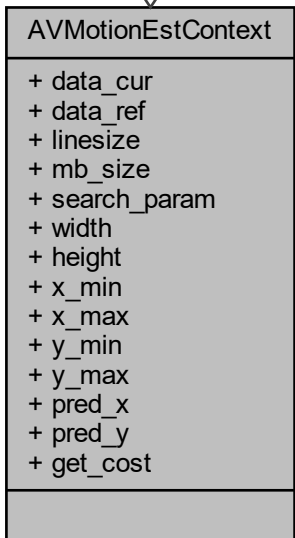 AVMotionEstContext
+ data_cur
+ data_ref
+ linesize
+ mb_size
+ search_param
+ width
+ height
+ x_min
+ x_max
+ y_min
+ y_max
+ pred_x
+ pred_y
+ get_cost